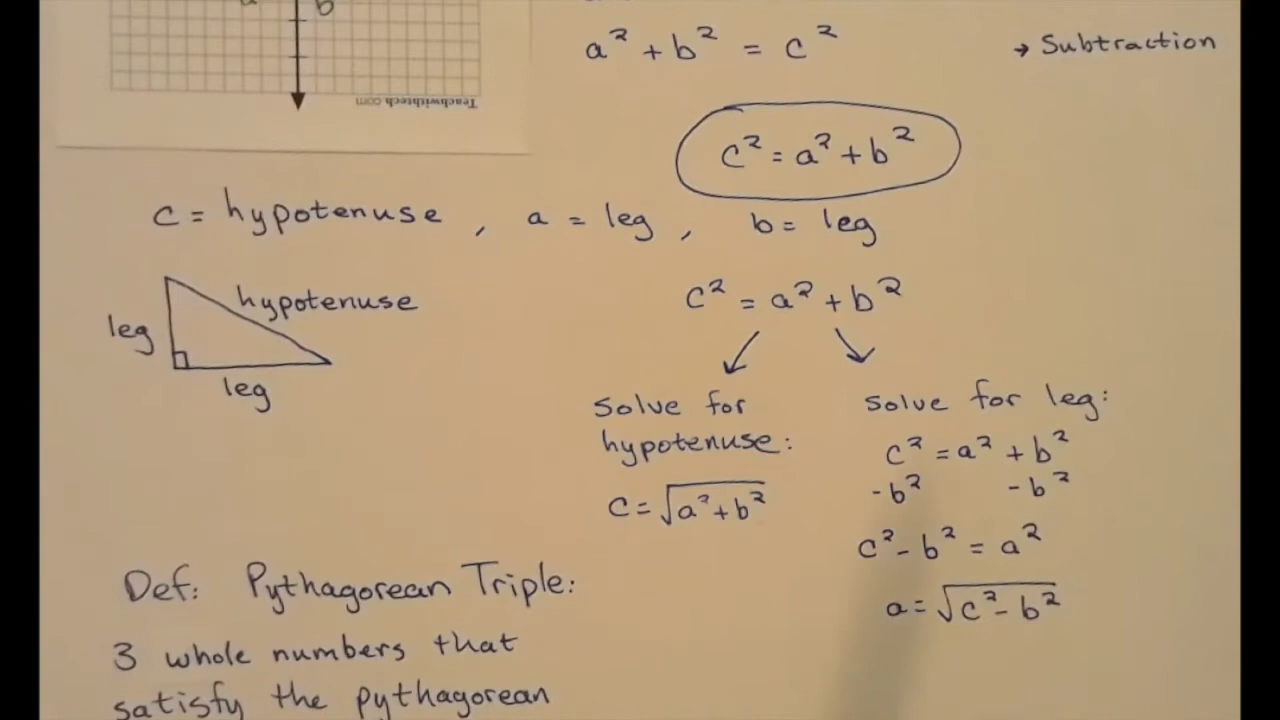 b
Teachwithtech.com
a² + b² = c²
→ Subtraction
c² = a² + b²
c = hypotenuse, a = leg, b = leg
hypotenuse
leg
leg
c² = a² + b²
Solve for
hypotenuse:
c = √a² + b²
Solve for leg:
c² = a² + b²
-b² -b²
c² - b² = a²
a = √c² - b²
Def: Pythagorean Triple:
3 whole numbers that
satisfy the pythagorean